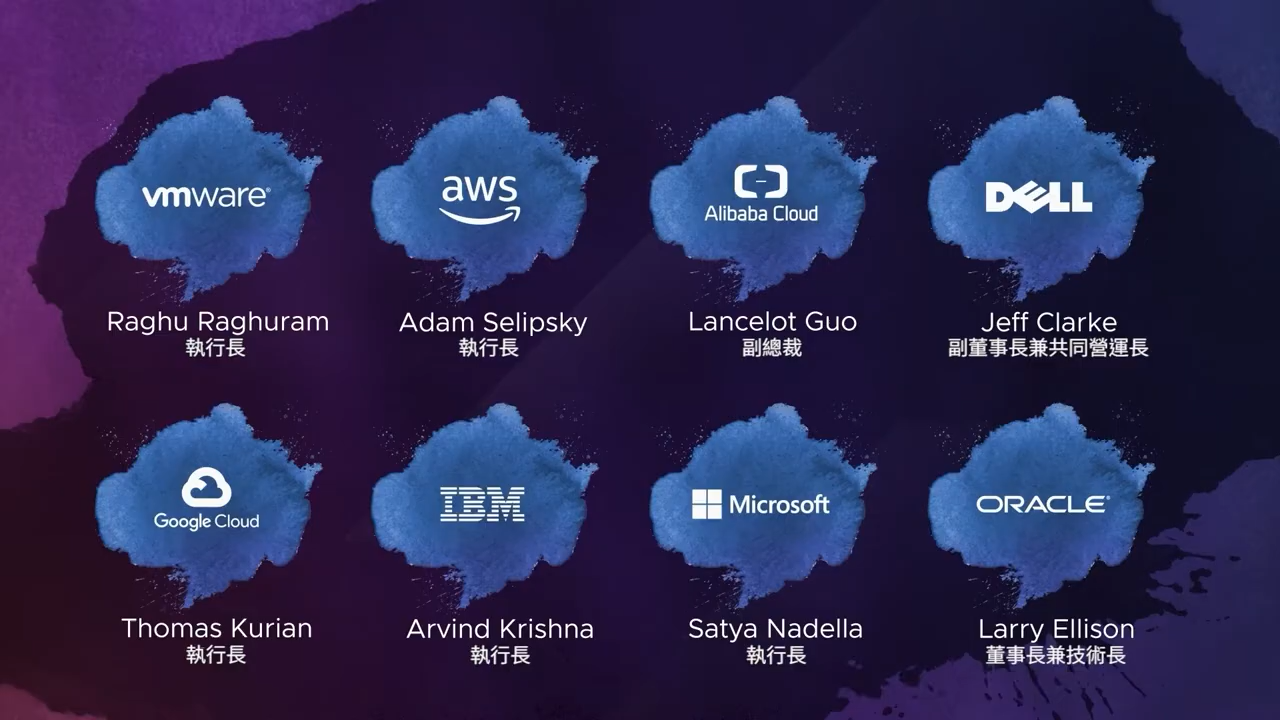 vmware®
Raghu Raghuram
執行長
aws
Adam Selipsky
執行長
Alibaba Cloud
Lancelot Guo
副總裁
DELL
Jeff Clarke
副董事長兼共同營運長
Google Cloud
Thomas Kurian
執行長
IBM
Arvind Krishna
執行長
Microsoft
Satya Nadella
執行長
ORACLE®
Larry Ellison
董事長兼技術長